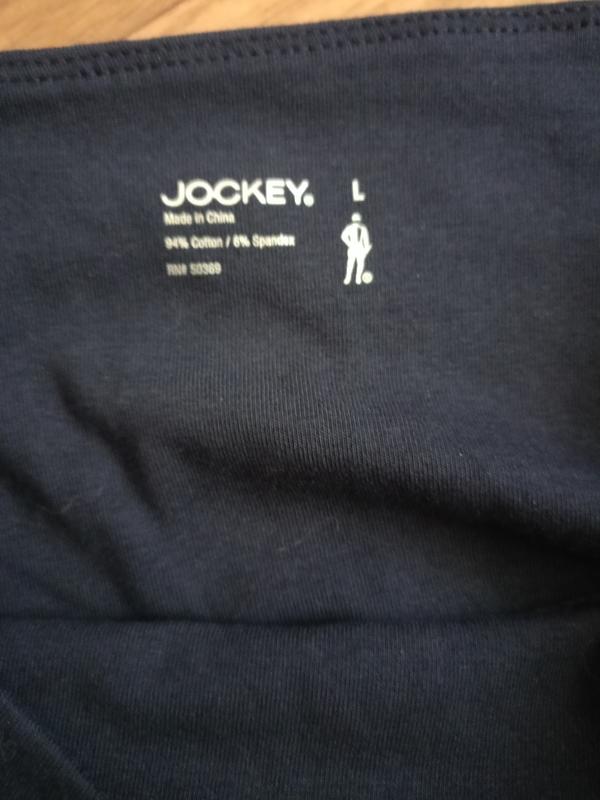 JOCKEY. L
Made in China
94% Cotton / 6% Spandex
RN# 50369